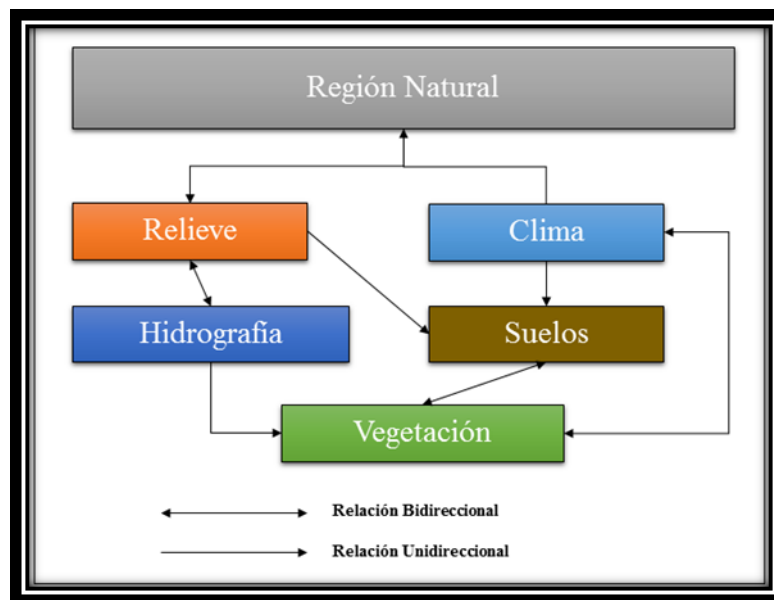 Región Natural
Relieve
Clima
Hidrografía
Suelos
Vegetación
Relación Bidireccional
Relación Unidireccional